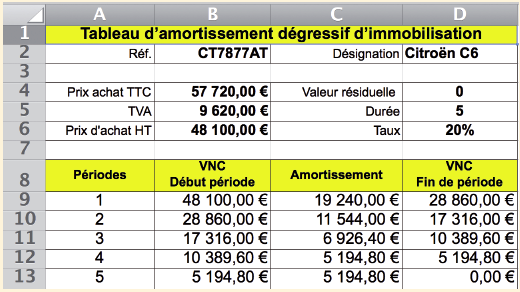 A B C D
1 Tableau d'amortissement dégressif d'immobilisation
2 Réf. CT7877AT Désignation Citroën C6
3
4 Prix achat TTC 57 720,00 € Valeur résiduelle 0
5 TVA 9 620,00 € Durée 5
6 Prix d'achat HT 48 100,00 € Taux 20%
7
8 Périodes VNC Début période Amortissement VNC Fin de période
9 1 48 100,00 € 19 240,00 € 28 860,00 €
10 2 28 860,00 € 11 544,00 € 17 316,00 €
11 3 17 316,00 € 6 926,40 € 10 389,60 €
12 4 10 389,60 € 5 194,80 € 5 194,80 €
13 5 5 194,80 € 5 194,80 € 0,00 €